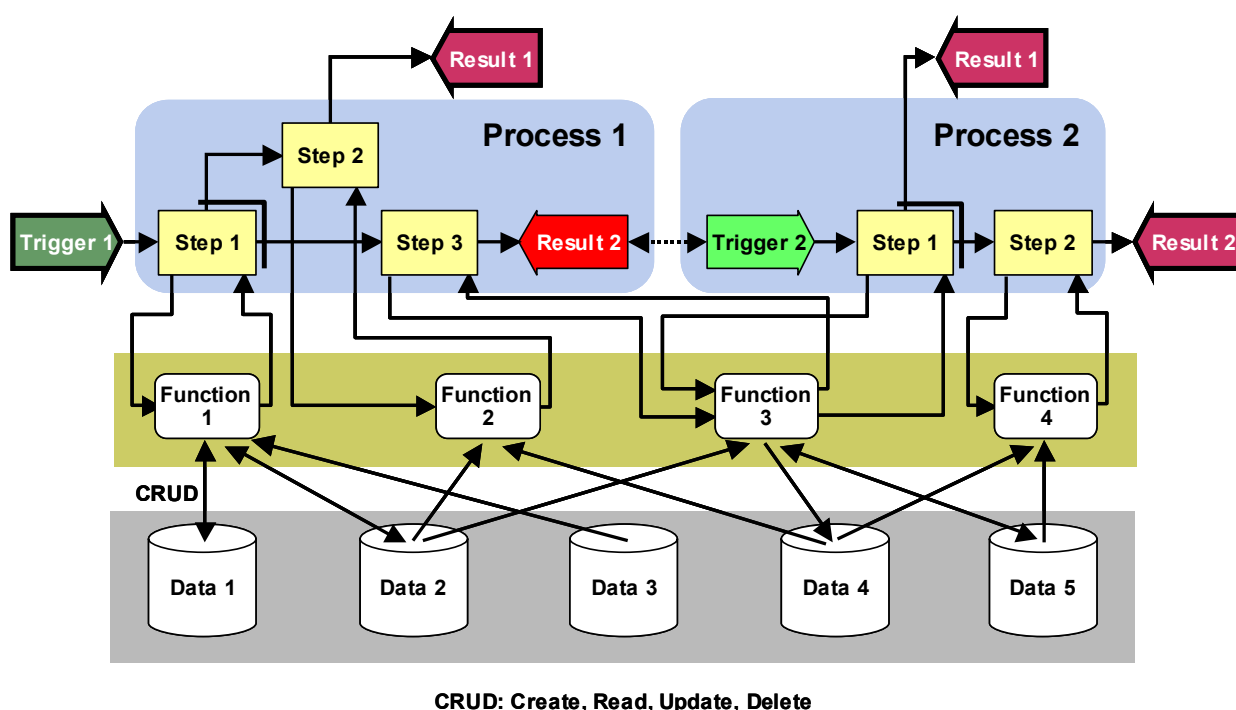 Result 1
Result 1
Process 1
Process 2
Step 2
Trigger 1
Step 1
Step 3
Result 2
Trigger 2
Step 1
Step 2
Result 2
Function
1
Function
2
Function
3
Function
4
CRUD
Data 1
Data 2
Data 3
Data 4
Data 5
CRUD: Create, Read, Update, Delete